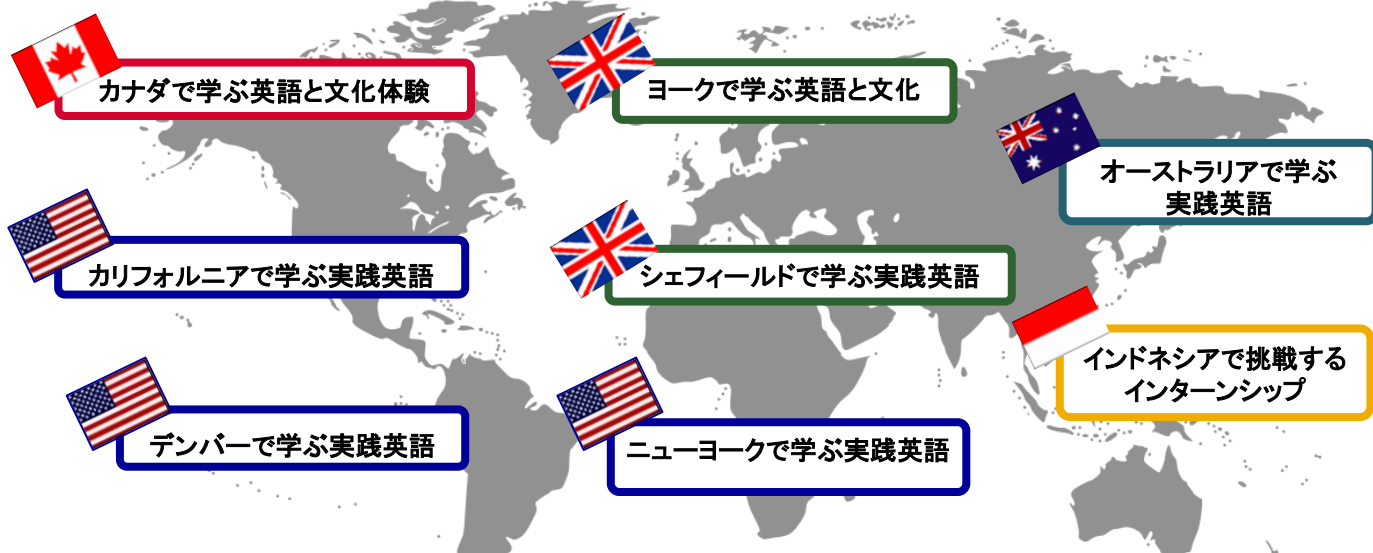 カナダで学ぶ英語と文化体験
ヨークで学ぶ英語と文化
オーストラリアで学ぶ
実践英語
カリフォルニアで学ぶ実践英語
シェフィールドで学ぶ実践英語
インドネシアで挑戦する
インターンシップ
デンバーで学ぶ実践英語
ニューヨークで学ぶ実践英語